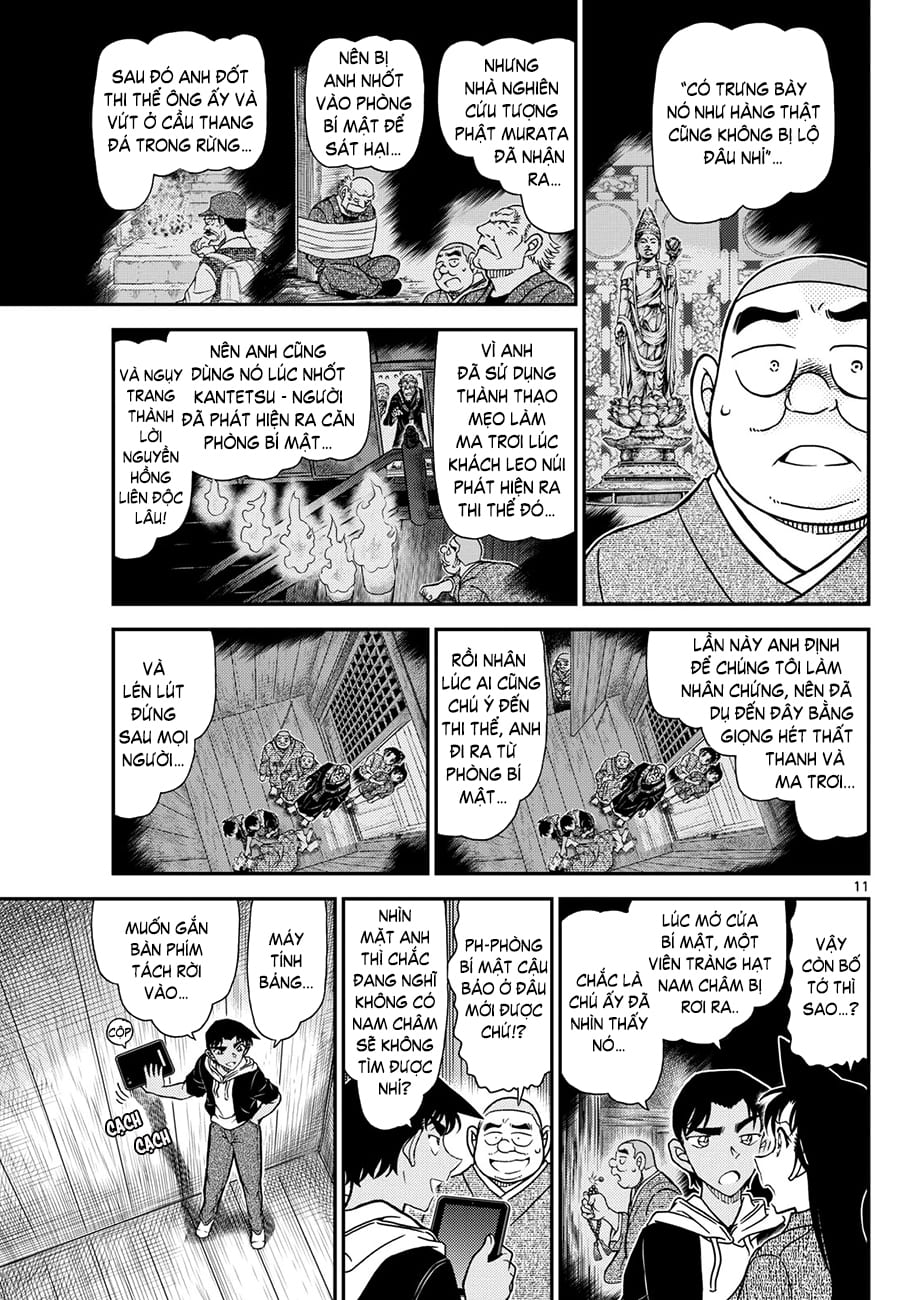 "CÓ TRƯNG BÀY
NÓ NHƯ HÀNG THẬT
CŨNG KHÔNG BỊ LỘ
ĐÂU NHỈ"...
NHƯNG
NHÀ NGHIÊN
CỨU TƯỢNG
PHẬT MURATA
ĐÃ NHẬN
RA...
NÊN BỊ
ANH NHỐT
VÀO PHÒNG
BÍ MẬT ĐỂ
SÁT HẠI...
SAU ĐÓ ANH ĐỐT
THI THỂ ÔNG ẤY VÀ
VỨT Ở CẦU THANG
ĐÁ TRONG RỪNG...
VÌ ANH
ĐÃ SỬ DỤNG
THÀNH THẠO
MẸO LÀM
MA TRƠI LÚC
KHÁCH LEO NÚI
PHÁT HIỆN RA
THI THỂ ĐÓ...
NÊN ANH CŨNG
DÙNG NÓ LÚC NHỐT
KANTETSU - NGƯỜI
ĐÃ PHÁT HIỆN RA CĂN
PHÒNG BÍ MẬT...
VÀ NGỤY
TRANG
THÀNH
LỜI
NGUYỀN
HỒNG
LIÊN ĐỘC
LÂU!
LẦN NÀY ANH ĐỊNH
ĐỂ CHÚNG TÔI LÀM
NHÂN CHỨNG, NÊN ĐÃ
DỤ ĐẾN ĐÂY BẰNG
GIỌNG HÉT THẤT
THANH VÀ
MA TRƠI...
RỒI NHÂN
LÚC AI CŨNG
CHÚ Ý ĐẾN
THI THỂ, ANH
ĐI RA TỪ
PHÒNG BÍ
MẬT...
VÀ
LÉN LÚT
ĐỨNG
SAU MỌI
NGƯỜI...
11
VẬY
CÒN BỐ
TỚ THÌ
SAO...?
LÚC MỞ CỬA
BÍ MẬT, MỘT
VIÊN TRÀNG HẠT
NAM CHÂM BỊ
RƠI RA..
CHẮC LÀ
CHÚ ẤY ĐÃ
NHÌN THẤY
NÓ...
PH-PHÒNG
BÍ MẬT CẬU
BẢO Ở ĐÂU
MỚI ĐƯỢC
CHỨ!?
NHÌN
MẶT ANH
THÌ CHẮC
ĐANG NGHĨ
KHÔNG CÓ
NAM CHÂM
SẼ KHÔNG
TÌM ĐƯỢC
NHỈ?
MÁY
TÍNH
BẢNG...
MUỐN GẮN
BÀN PHÍM
TÁCH RỜI
VÀO...
CỘP
CẠCH
CẠCH